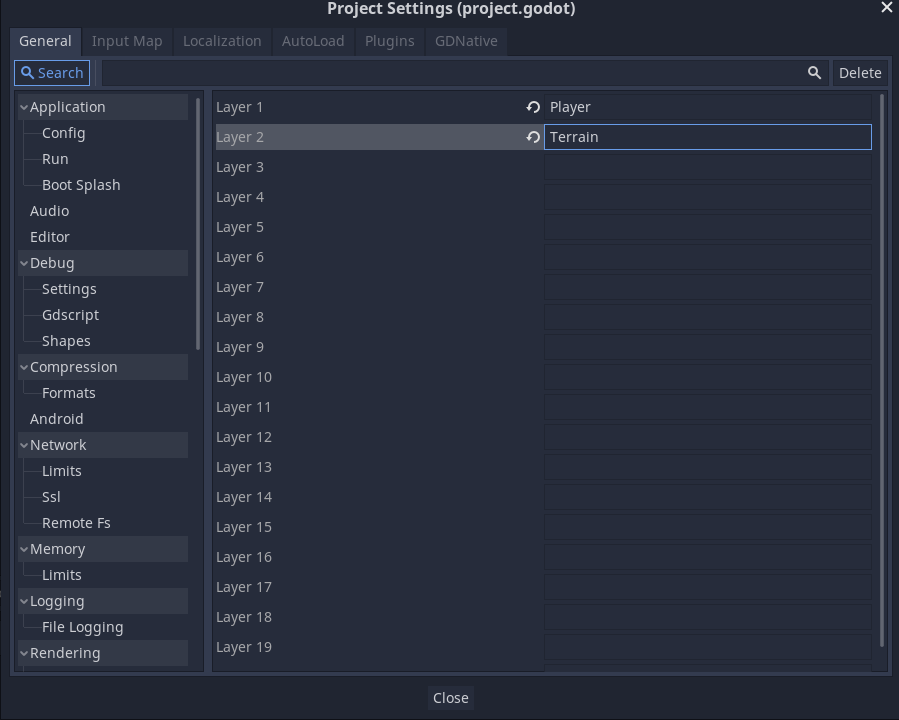 Project Settings (project.godot)
General Input Map Localization AutoLoad Plugins GDNative
Search Delete
Application
Config
Run
Boot Splash
Audio
Editor
Debug
Settings
Gdscript
Shapes
Compression
Formats
Android
Network
Limits
Ssl
Remote Fs
Memory
Limits
Logging
File Logging
Rendering
Layer 1 Player
Layer 2 Terrain
Layer 3
Layer 4
Layer 5
Layer 6
Layer 7
Layer 8
Layer 9
Layer 10
Layer 11
Layer 12
Layer 13
Layer 14
Layer 15
Layer 16
Layer 17
Layer 18
Layer 19
Close